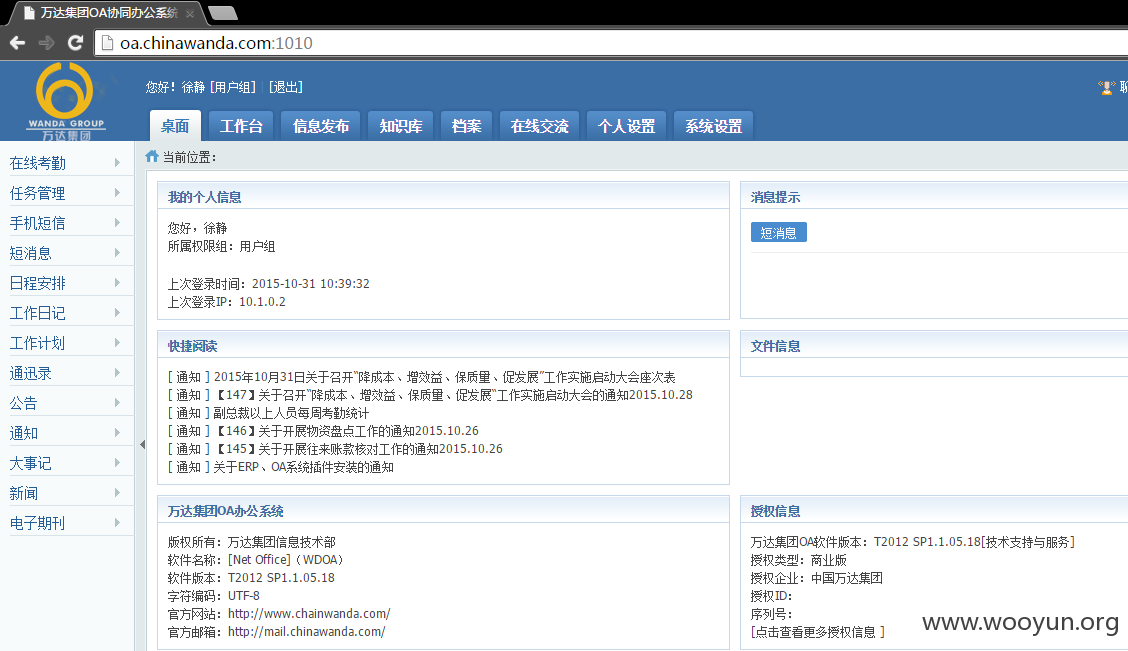 万达集团OA协同办公系统
oa.chinawanda.com:1010
WANDA GROUP
万达集团
您好！徐静 [用户组] | [退出]
桌面 工作台 信息发布 知识库 档案 在线交流 个人设置 系统设置
当前位置：
在线考勤
任务管理
手机短信
短消息
日程安排
工作日记
工作计划
通迅录
公告
通知
大事记
新闻
电子期刊
我的个人信息
您好，徐静
所属权限组：用户组
上次登录时间：2015-10-31 10:39:32
上次登录IP：10.1.0.2
消息提示
短消息
快捷阅读
[ 通知 ] 2015年10月31日关于召开“降成本、增效益、保质量、促发展”工作实施启动大会座次表
[ 通知 ] 【147】关于召开“降成本、增效益、保质量、促发展“工作实施启动大会的通知2015.10.28
[ 通知 ] 副总裁以上人员每周考勤统计
[ 通知 ] 【146】关于开展物资盘点工作的通知2015.10.26
[ 通知 ] 【145】关于开展往来账款核对工作的通知2015.10.26
[ 通知 ] 关于ERP、OA系统插件安装的通知
文件信息
万达集团OA办公系统
版权所有：万达集团信息技术部
软件名称：[Net Office]（WDOA）
软件版本：T2012 SP1.1.05.18
字符编码：UTF-8
官方网站：http://www.chainwanda.com/
官方邮箱：http://mail.chinawanda.com/
授权信息
万达集团OA软件版本：T2012 SP1.1.05.18[技术支持与服务]
授权类型：商业版
授权企业：中国万达集团
授权ID：
序列号：
[点击查看更多授权信息 ]
www.wooyun.org